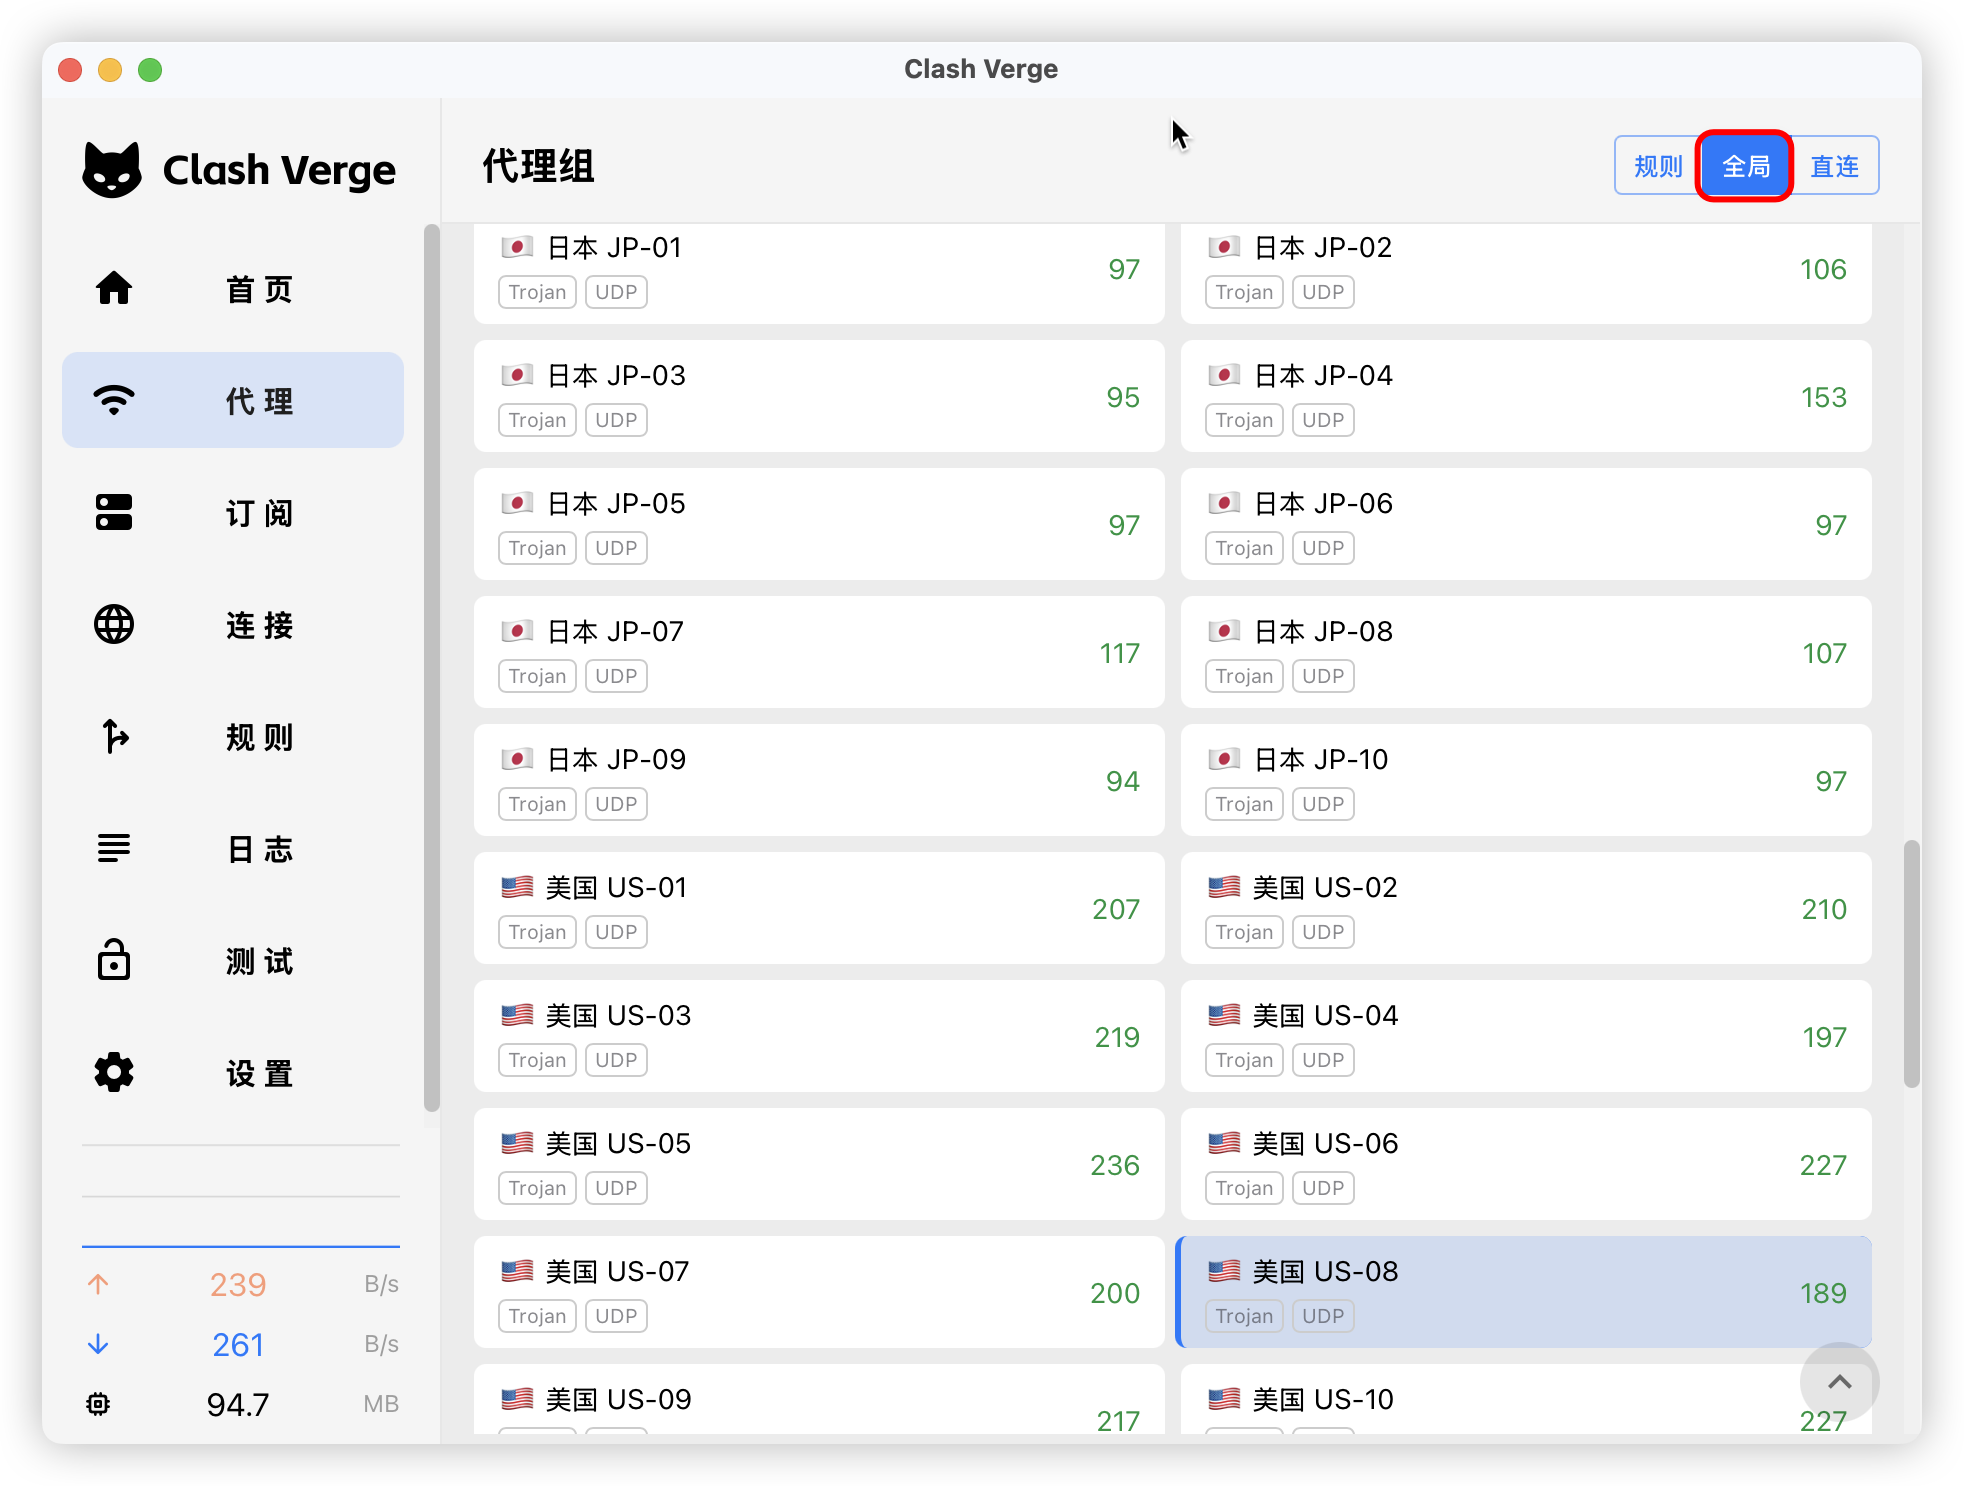 Clash Verge
Clash Verge
首页
代理
订阅
连接
规则
日志
测试
设置
239 B/s
261 B/s
94.7 MB
代理组
规则 全局 直连
日本 JP-01
Trojan UDP
97
日本 JP-02
Trojan UDP
106
日本 JP-03
Trojan UDP
95
日本 JP-04
Trojan UDP
153
日本 JP-05
Trojan UDP
97
日本 JP-06
Trojan UDP
97
日本 JP-07
Trojan UDP
117
日本 JP-08
Trojan UDP
107
日本 JP-09
Trojan UDP
94
日本 JP-10
Trojan UDP
97
美国 US-01
Trojan UDP
207
美国 US-02
Trojan UDP
210
美国 US-03
Trojan UDP
219
美国 US-04
Trojan UDP
197
美国 US-05
Trojan UDP
236
美国 US-06
Trojan UDP
227
美国 US-07
Trojan UDP
200
美国 US-08
Trojan UDP
189
美国 US-09
217
美国 US-10
227